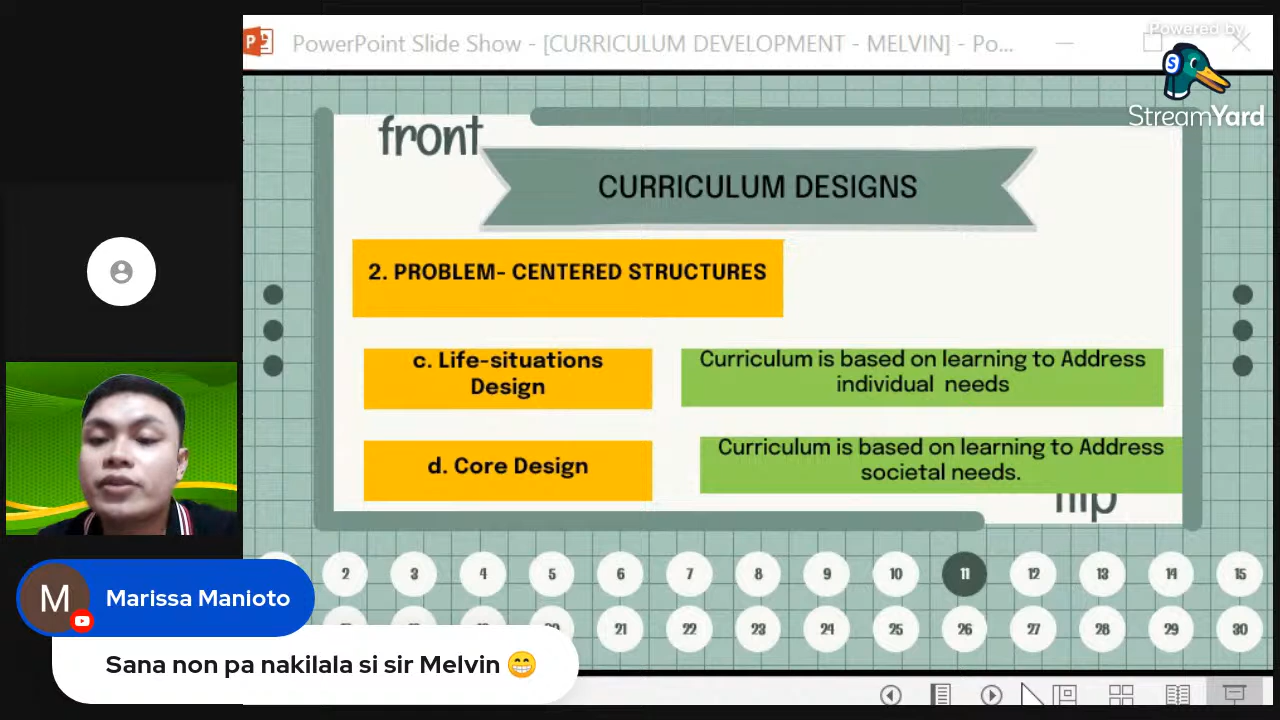 PowerPoint Slide Show - [CURRICULUM DEVELOPMENT - MELVIN] - Po...
Powered by
StreamYard
front
CURRICULUM DESIGNS
2. PROBLEM- CENTERED STRUCTURES
c. Life-situations
Design
Curriculum is based on learning to Address
individual needs
d. Core Design
Curriculum is based on learning to Address
societal needs.
flip
2 3 4 5 6 7 8 9 10 11 12 13 14 15
21 22 23 24 25 26 27 28 29 30
M
Marissa Manioto
Sana non pa nakilala si sir Melvin 😁